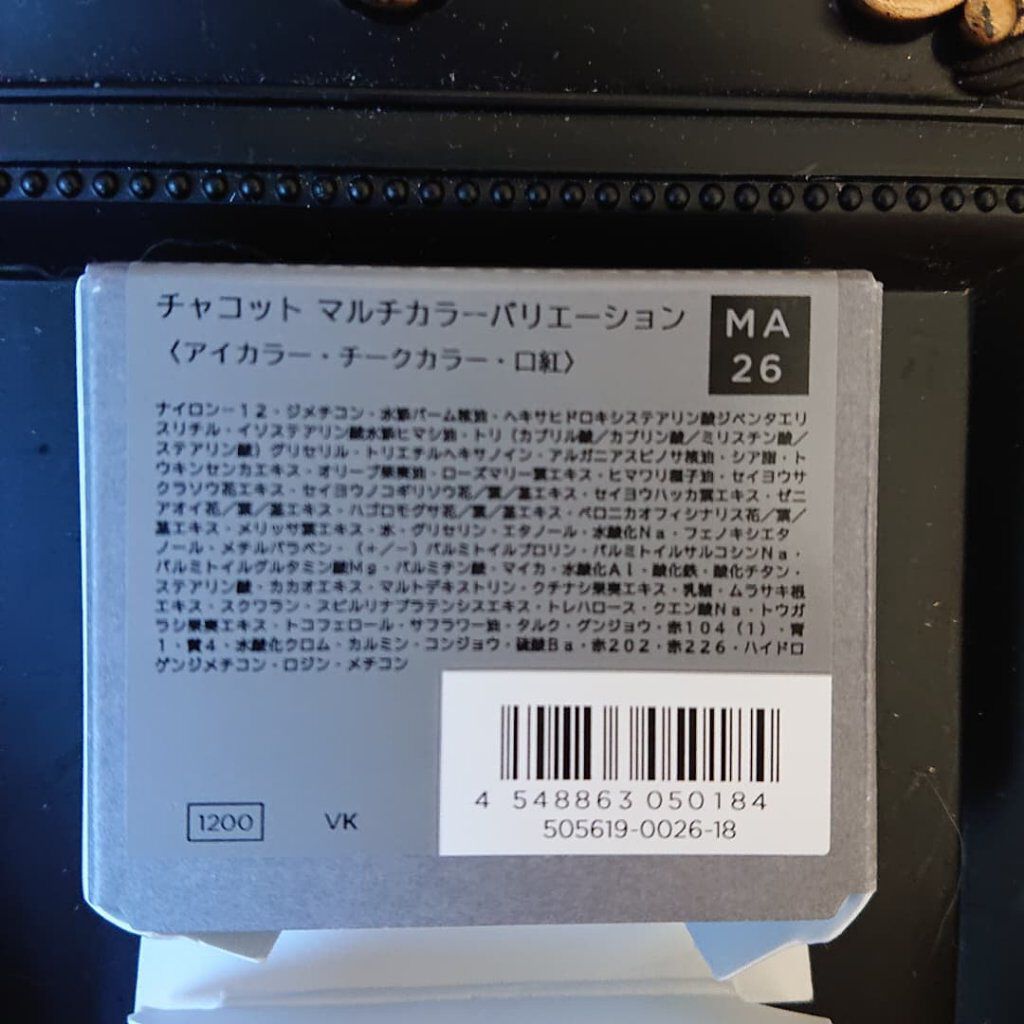 チャコット マルチカラーバリエーション
〈アイカラー・チークカラー・口紅〉
MA
26
ナイロン－12・ジメチコン・水添パーム核油・ヘキサヒドロキシステアリン酸ジペンタエリ
スリチル・イソステアリン酸水添ヒマシ油・トリ（カプリル酸／カプリン酸／ミリスチン酸／
ステアリン酸）グリセリル・トリエチルヘキサノイン・アルガニアスピノサ核油・シア脂・ト
ウキンセンカエキス・オリーブ果実油・ローズマリー葉エキス・ヒマワリ種子油・セイヨウサ
クラソウ花エキス・セイヨウノコギリソウ花／葉／茎エキス・セイヨウハッカ葉エキス・ゼニ
アオイ花／葉／茎エキス・ハゴロモグサ花／葉／茎エキス・ベロニカオフィシナリス花／葉／
茎エキス・メリッサ葉エキス・水・グリセリン・エタノール・水酸化Na・フェノキシエタ
ノール・メチルパラベン・（＋／－）パルミトイルプロリン・パルミトイルサルコシンNa・
パルミトイルグルタミン酸Mg・パルミチン酸・マイカ・水酸化Al・酸化鉄・酸化チタン・
ステアリン酸・カカオエキス・マルトデキストリン・クチナシ果実エキス・乳糖・ムラサキ根
エキス・スクワラン・スピルリナプラテンシスエキス・トレハロース・クエン酸Na・トウガ
ラシ果実エキス・トコフェロール・サフラワー油・タルク・グンジョウ・赤104（1）・青
1・黄4・水酸化クロム・カルミン・コンジョウ・硫酸Ba・赤202・赤226・ハイドロ
ゲンジメチコン・ロジン・メチコン
4 548863 050184
505619-0026-18
1200 VK